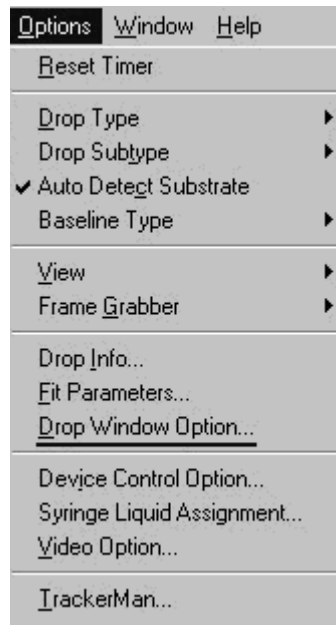 Options Window Help
Reset Timer
Drop Type
Drop Subtype
Auto Detect Substrate
Baseline Type
View
Frame Grabber
Drop Info...
Fit Parameters...
Drop Window Option...
Device Control Option...
Syringe Liquid Assignment...
Video Option...
TrackerMan...